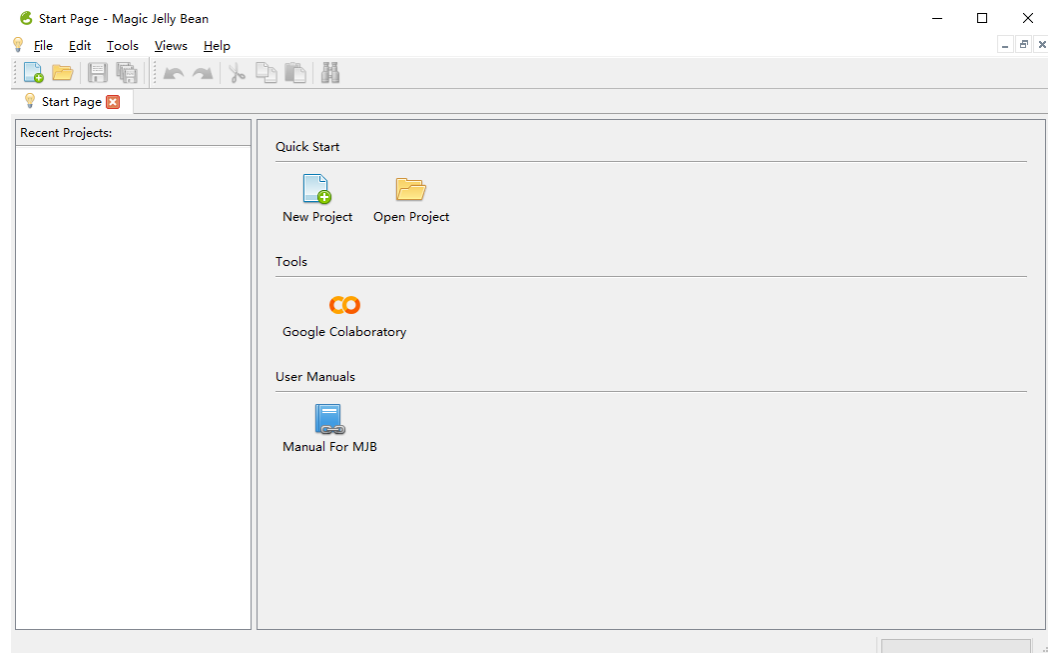 Start Page - Magic Jelly Bean
File Edit Tools Views Help
Start Page
Recent Projects:
Quick Start
New Project Open Project
Tools
Google Colaboratory
User Manuals
Manual For MJB